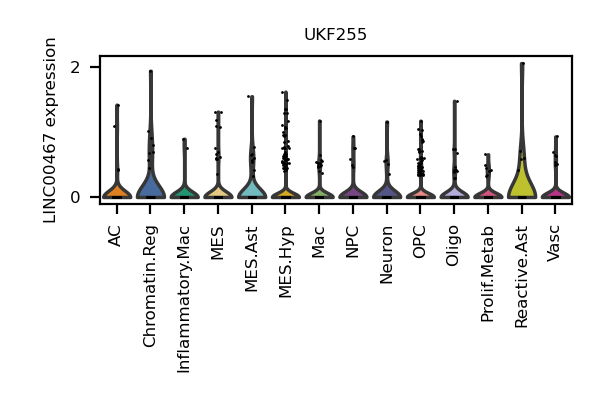 UKF255
LINC00467 expression
2
0
AC
Chromatin.Reg
Inflammatory.Mac
MES
MES.Ast
MES.Hyp
Mac
NPC
Neuron
OPC
Oligo
Prolif.Metab
Reactive.Ast
Vasc